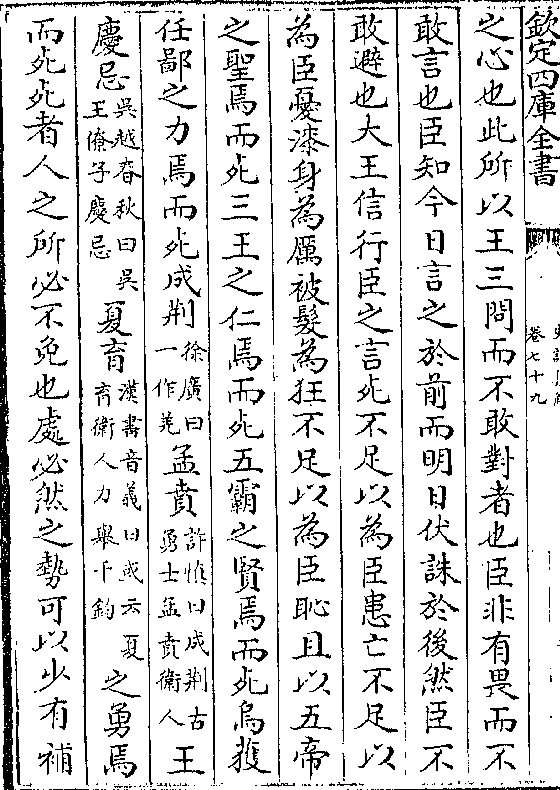 欽定四庫全書
卷七十九
之心也此所以王三問而不敢對者也臣非有畏而不
敢言也臣知今日言之於前而明日伏誅於後然臣不
敢避也大王信行臣之言死不足以為臣患亡不足以
為臣憂漆身為厲被髮為狂不足以為臣恥且以五帝
之聖焉而死三王之仁焉而死五霸之賢焉而死烏獲
任鄙之力焉而死成荆徐廣曰一作羌孟賁許慎曰成荆古勇士孟賁衛人王
慶忌吳越春秋曰吳王僚子慶忌夏育漢書音義曰或云夏育衛人力舉千鈞之勇焉
而死死者人之所必不免也處必然之勢可以少有補